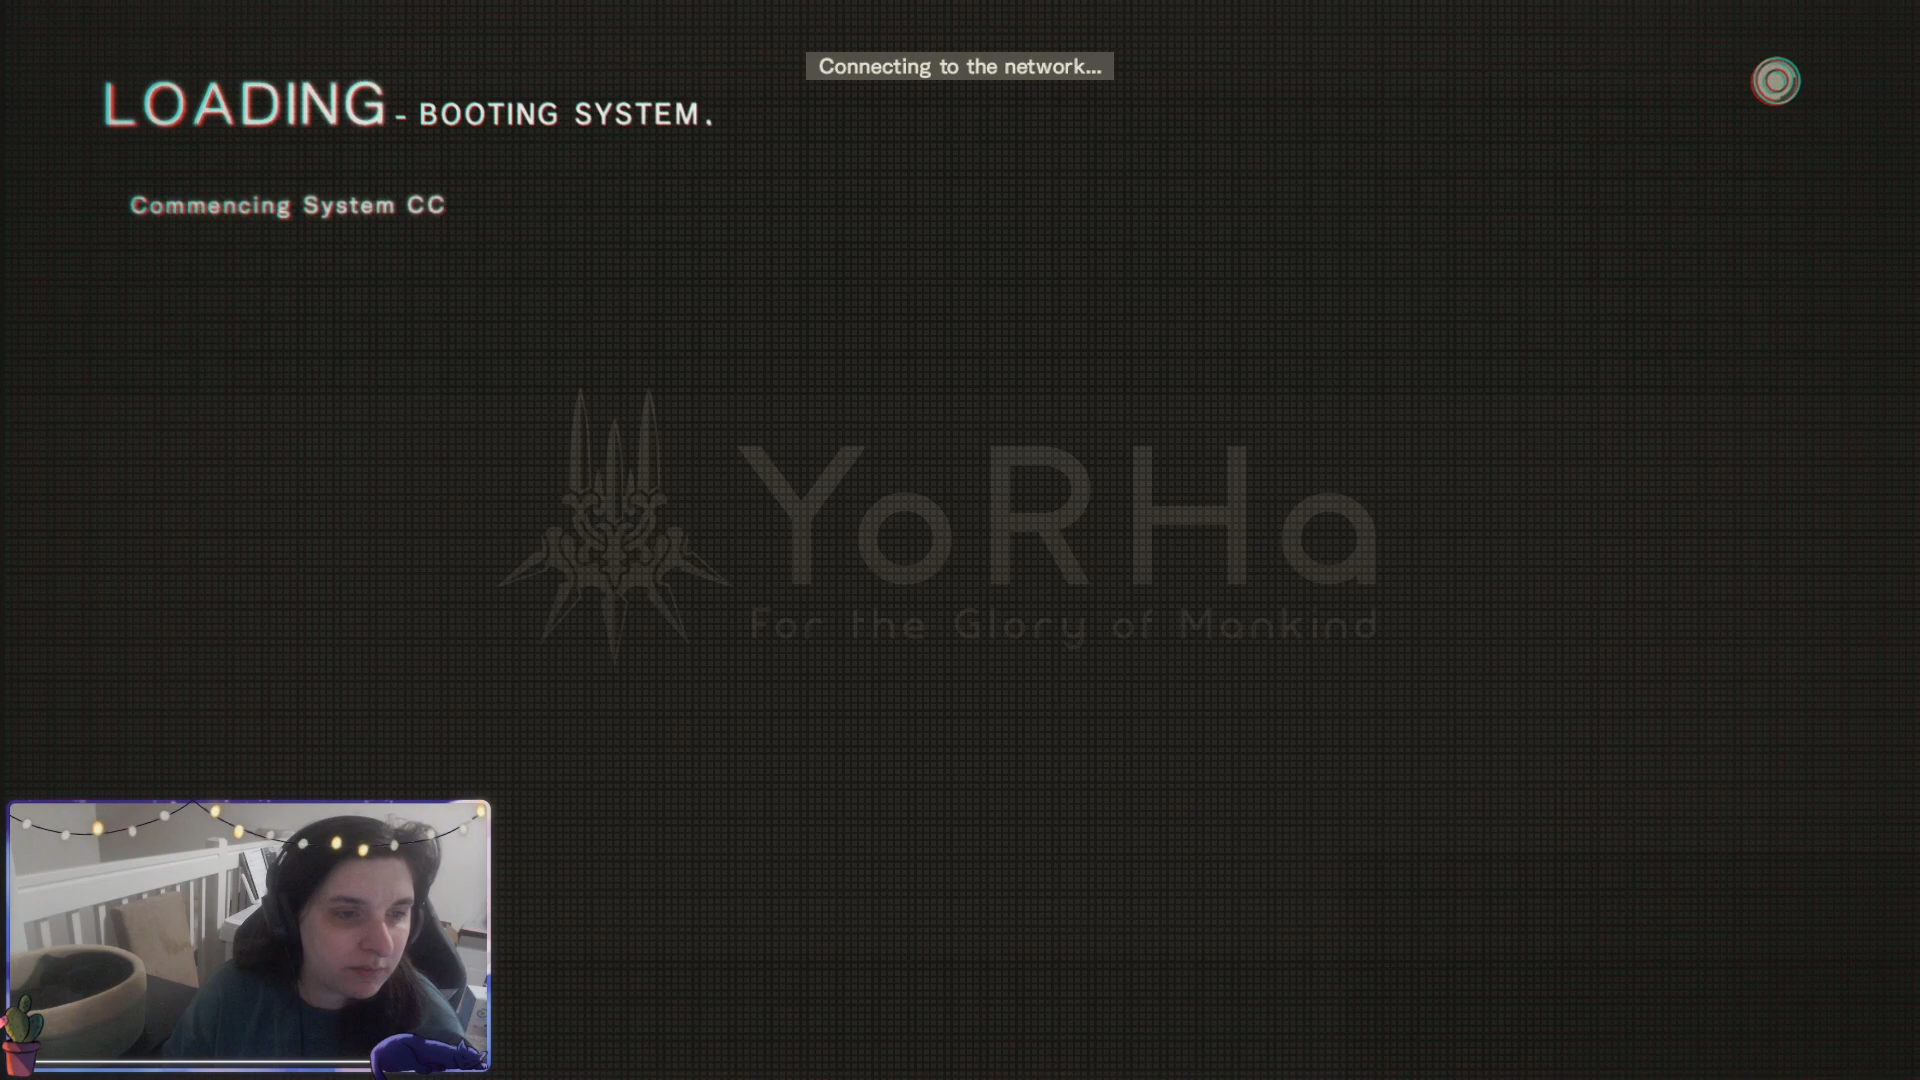 Connecting to the network...
LOADING - BOOTING SYSTEM.
Commencing System CC
YoRHa
For the Glory of Mankind